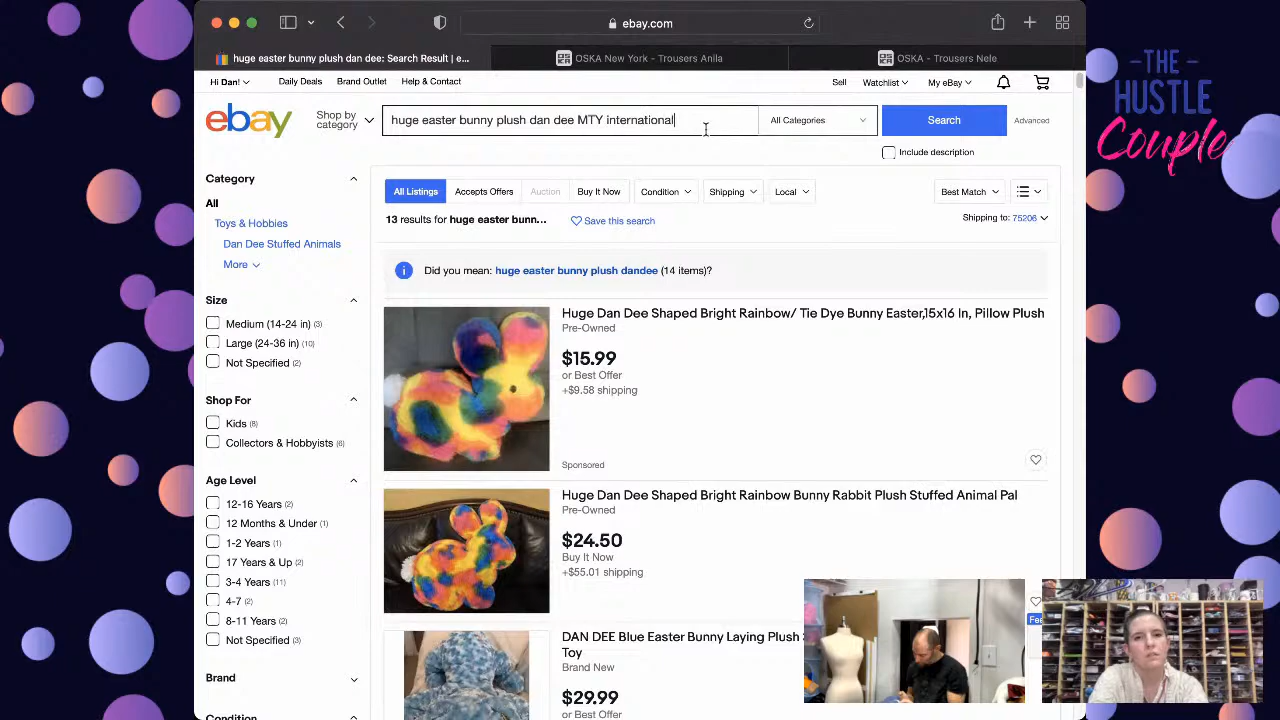 ebay.com
huge easter bunny plush dan dee: Search Result | e...
OSKA New York - Trousers Anila
OSKA - Trousers Nele
Hi Dan!
Daily Deals
Brand Outlet
Help & Contact
Sell
Watchlist
My eBay
ebay
Shop by category
huge easter bunny plush dan dee MTY international
All Categories
Search
Advanced
Include description
THE
HUSTLE
Couple
Category
All
Toys & Hobbies
Dan Dee Stuffed Animals
More
Size
Medium (14-24 in) (3)
Large (24-36 in) (10)
Not Specified (2)
Shop For
Kids (8)
Collectors & Hobbyists (6)
Age Level
12-16 Years (2)
12 Months & Under (1)
1-2 Years (1)
17 Years & Up (2)
3-4 Years (11)
4-7 (2)
8-11 Years (2)
Not Specified (3)
Brand
Condition
All Listings
Accepts Offers
Auction
Buy It Now
Condition
Shipping
Local
Best Match
13 results for huge easter bunn...
Save this search
Shipping to: 75206
Did you mean: huge easter bunny plush dandee (14 items)?
Huge Dan Dee Shaped Bright Rainbow/ Tie Dye Bunny Easter,15x16 In, Pillow Plush
Pre-Owned
$15.99
or Best Offer
+$9.58 shipping
Sponsored
Huge Dan Dee Shaped Bright Rainbow Bunny Rabbit Plush Stuffed Animal Pal
Pre-Owned
$24.50
Buy It Now
+$55.01 shipping
DAN DEE Blue Easter Bunny Laying Plush
Toy
Brand New
$29.99
or Best Offer